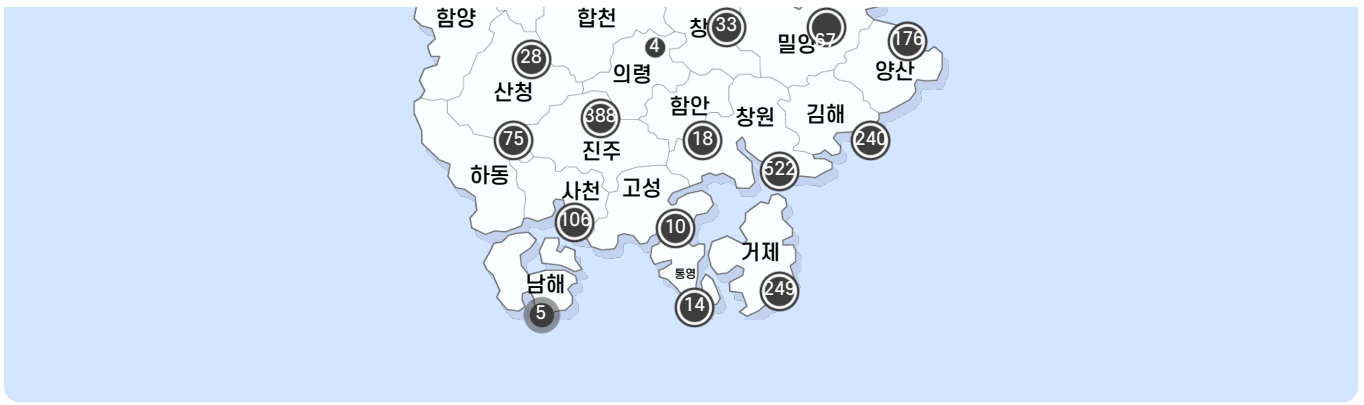 함양
합천
창
33
밀양
67
176
양산
28
산청
4
의령
388
진주
함안
18
창원
김해
240
75
하동
522
사천
106
고성
10
거제
249
통영
14
남해
5